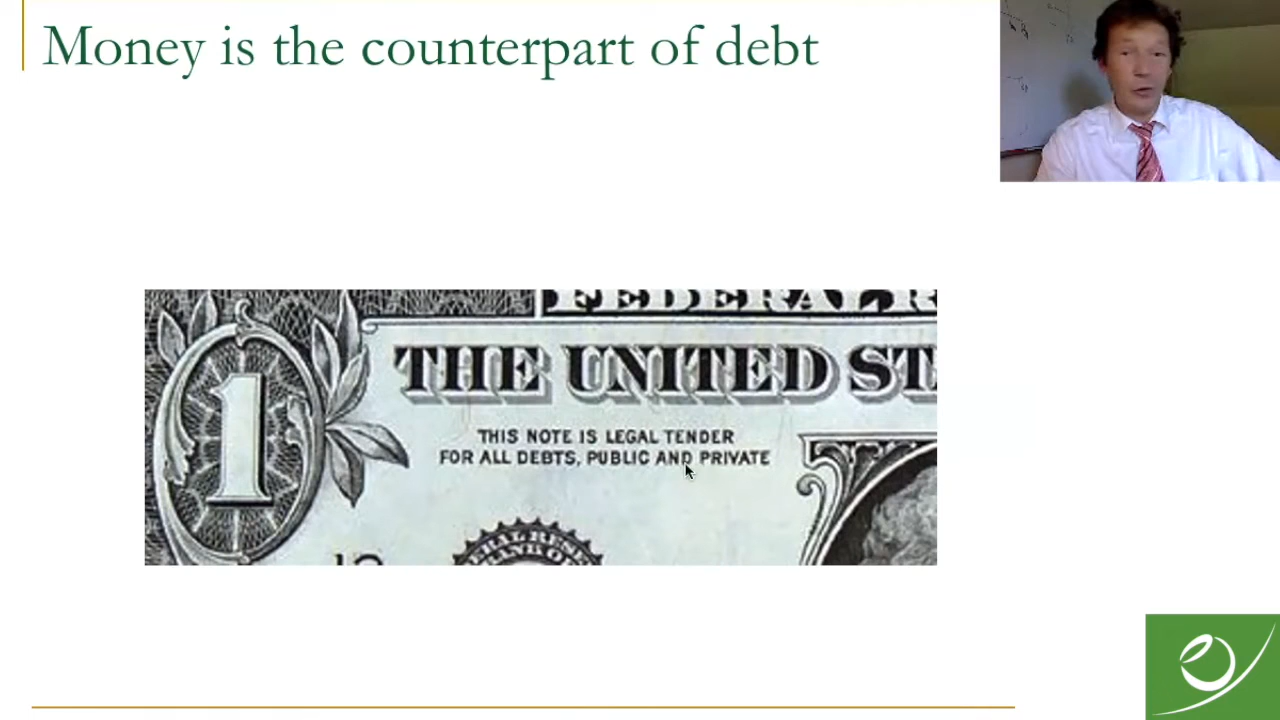 Money is the counterpart of debt
FEDERAL R
THE UNITED ST
THIS NOTE IS LEGAL TENDER
FOR ALL DEBTS, PUBLIC AND PRIVATE